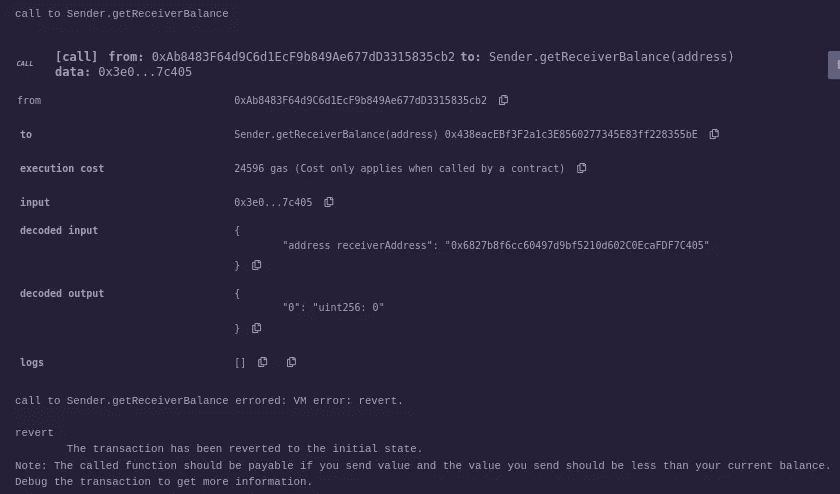 call to Sender.getReceiverBalance
CALL [call] from: 0xAb8483F64d9C6d1EcF9b849Ae677dD3315835cb2 to: Sender.getReceiverBalance(address)
data: 0x3e0...7c405
from 0xAb8483F64d9C6d1EcF9b849Ae677dD3315835cb2
to Sender.getReceiverBalance(address) 0x438eacEBf3F2a1c3E8560277345E83ff228355bE
execution cost 24596 gas (Cost only applies when called by a contract)
input 0x3e0...7c405
decoded input {
"address receiverAddress": "0x6827b8f6cc60497d9bf5210d602C0EcaFDF7C405"
}
decoded output {
"0": "uint256: 0"
}
logs []
call to Sender.getReceiverBalance errored: VM error: revert.
revert
The transaction has been reverted to the initial state.
Note: The called function should be payable if you send value and the value you send should be less than your current balance.
Debug the transaction to get more information.